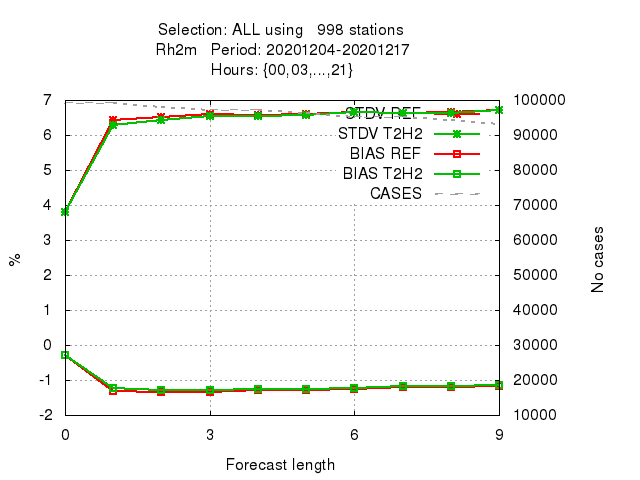 Selection: ALL using 998 stations
Rh2m Period: 20201204-20201217
Hours: {00,03,...,21}
7 100000
STDV REF
6 90000
STDV T2H2
BIAS REF
5 80000
BIAS T2H2
CASES
4 70000
3 60000
%
No cases
2 50000
1 40000
0 30000
-1 20000
-2 10000
0 3 6 9
Forecast length